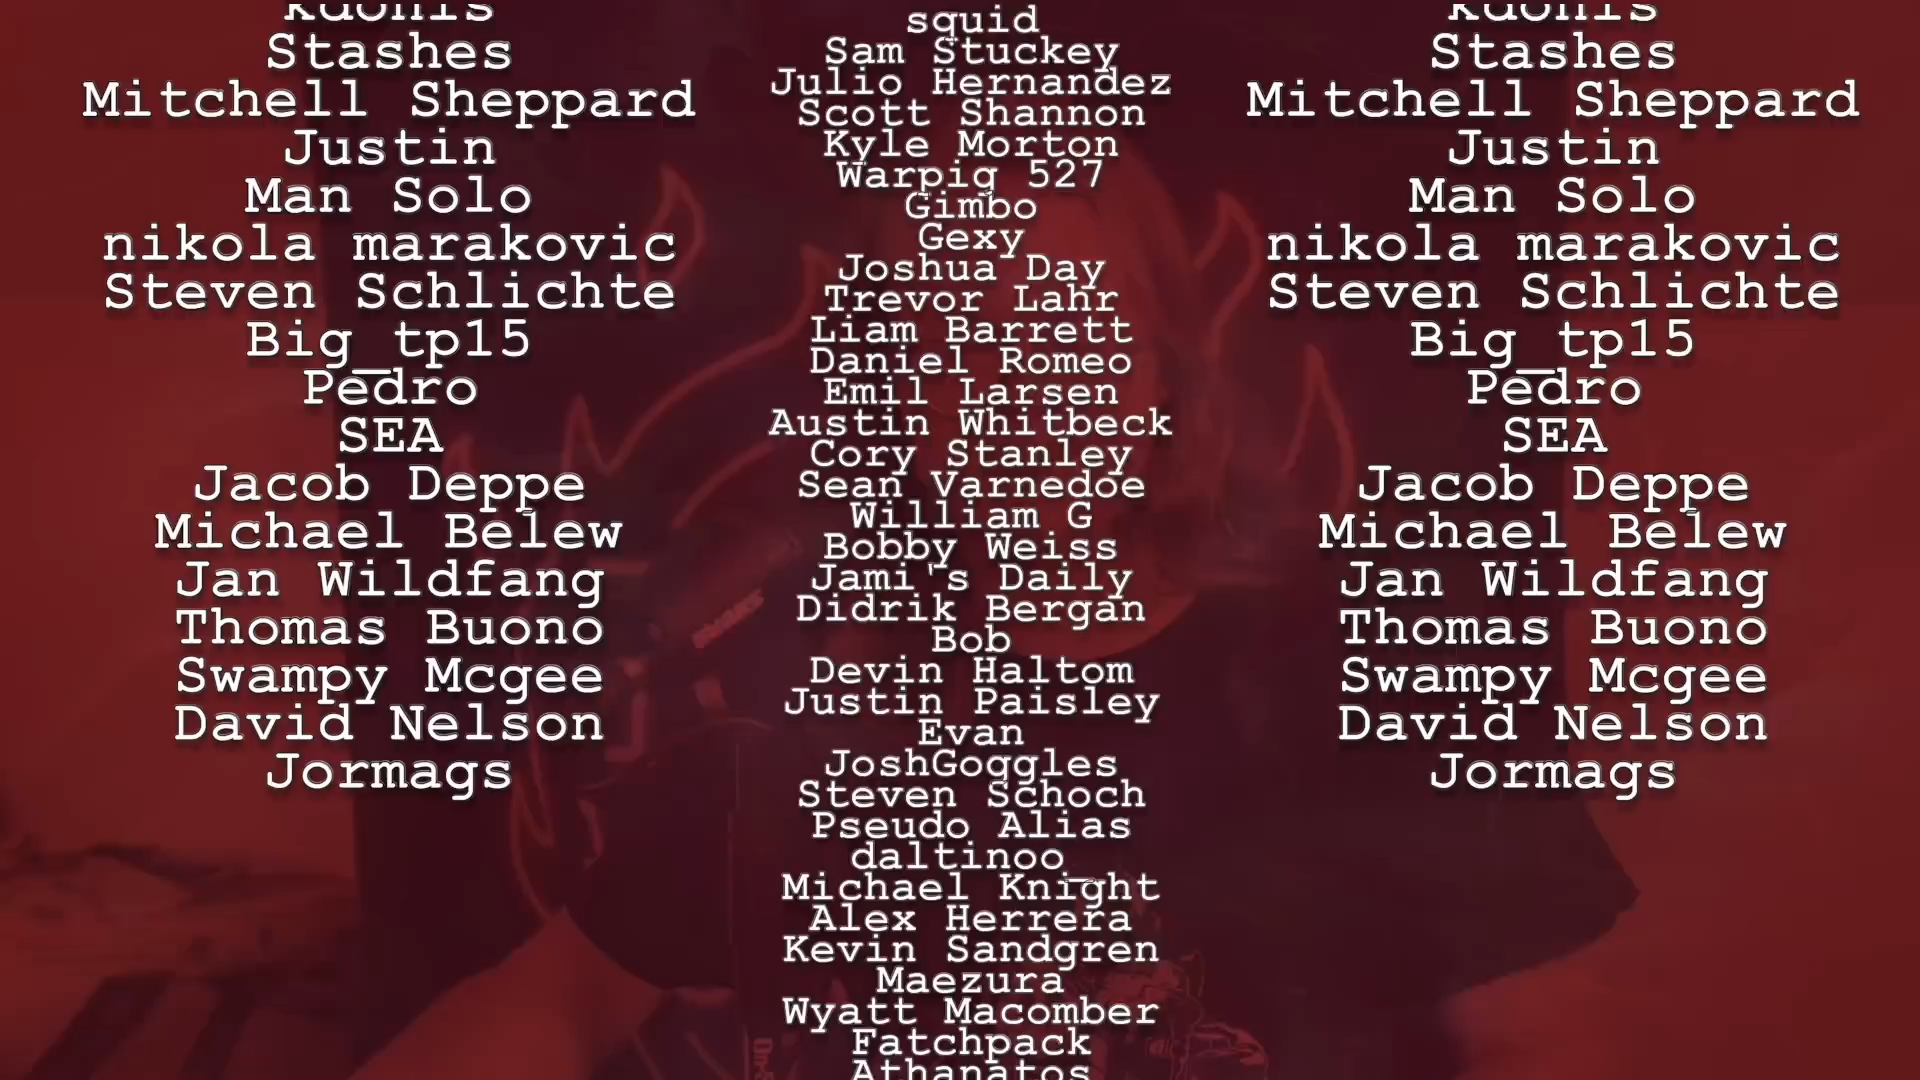 Stashes
Mitchell Sheppard
Justin
Man Solo
nikola marakovic
Steven Schlichte
Big_tp15
Pedro
SEA
Jacob Deppe
Michael Belew
Jan Wildfang
Thomas Buono
Swampy Mcgee
David Nelson
Jormags
squid
Sam Stuckey
Julio Hernandez
Scott Shannon
Kyle Morton
Warpig 527
Gimbo
Gexy
Joshua Day
Trevor Lahr
Liam Barrett
Daniel Romeo
Emil Larsen
Austin Whitbeck
Cory Stanley
Sean Varnedoe
William G
Bobby Weiss
Jami's Daily
Didrik Bergan
Bob
Devin Haltom
Justin Paisley
Evan
JoshGoggles
Steven Schoch
Pseudo Alias
daltinoo_
Michael Knight
Alex Herrera
Kevin Sandgren
Maezura
Wyatt Macomber
Fatchpack
Athanatos
Stashes
Mitchell Sheppard
Justin
Man Solo
nikola marakovic
Steven Schlichte
Big_tp15
Pedro
SEA
Jacob Deppe
Michael Belew
Jan Wildfang
Thomas Buono
Swampy Mcgee
David Nelson
Jormags